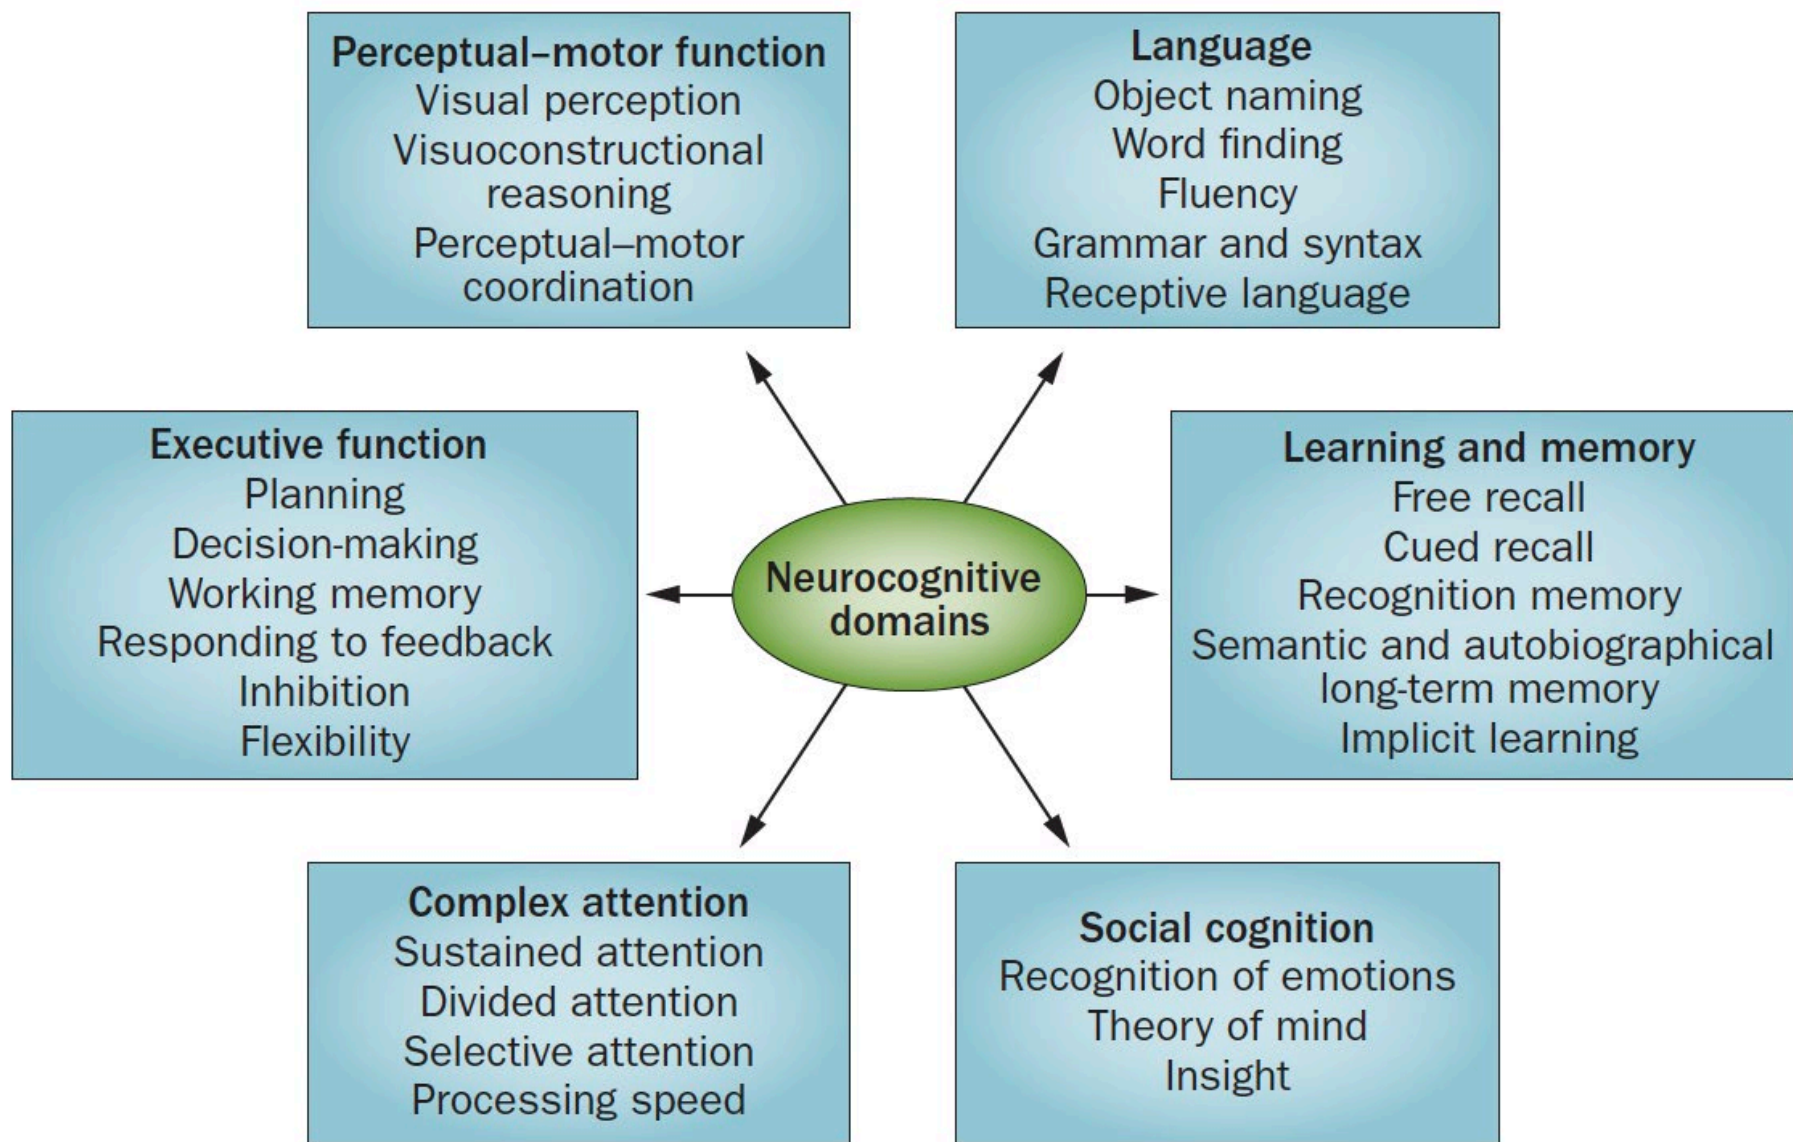 Perceptual–motor function
Visual perception
Visuoconstructional
reasoning
Perceptual–motor
coordination
Language
Object naming
Word finding
Fluency
Grammar and syntax
Receptive language
Executive function
Planning
Decision-making
Working memory
Responding to feedback
Inhibition
Flexibility
Neurocognitive
domains
Learning and memory
Free recall
Cued recall
Recognition memory
Semantic and autobiographical
long-term memory
Implicit learning
Complex attention
Sustained attention
Divided attention
Selective attention
Processing speed
Social cognition
Recognition of emotions
Theory of mind
Insight